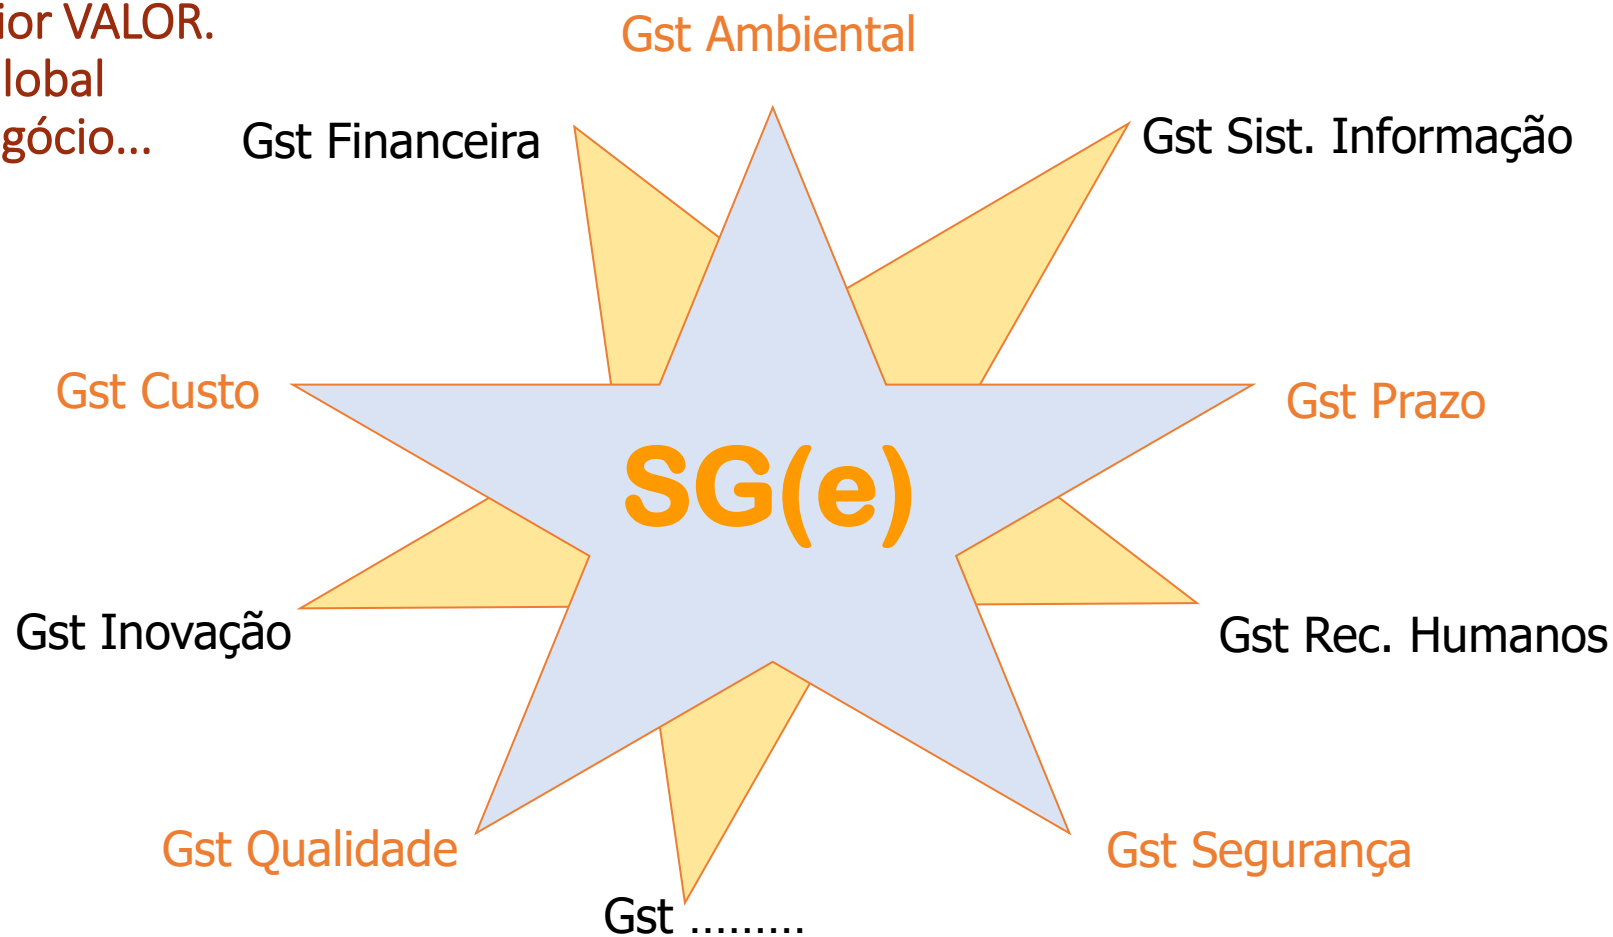 ior VALOR.
lobal
gócio...
Gst Ambiental
Gst Financeira
Gst Sist. Informação
Gst Custo
Gst Prazo
SG(e)
Gst Inovação
Gst Rec. Humanos
Gst Qualidade
Gst Segurança
Gst .........